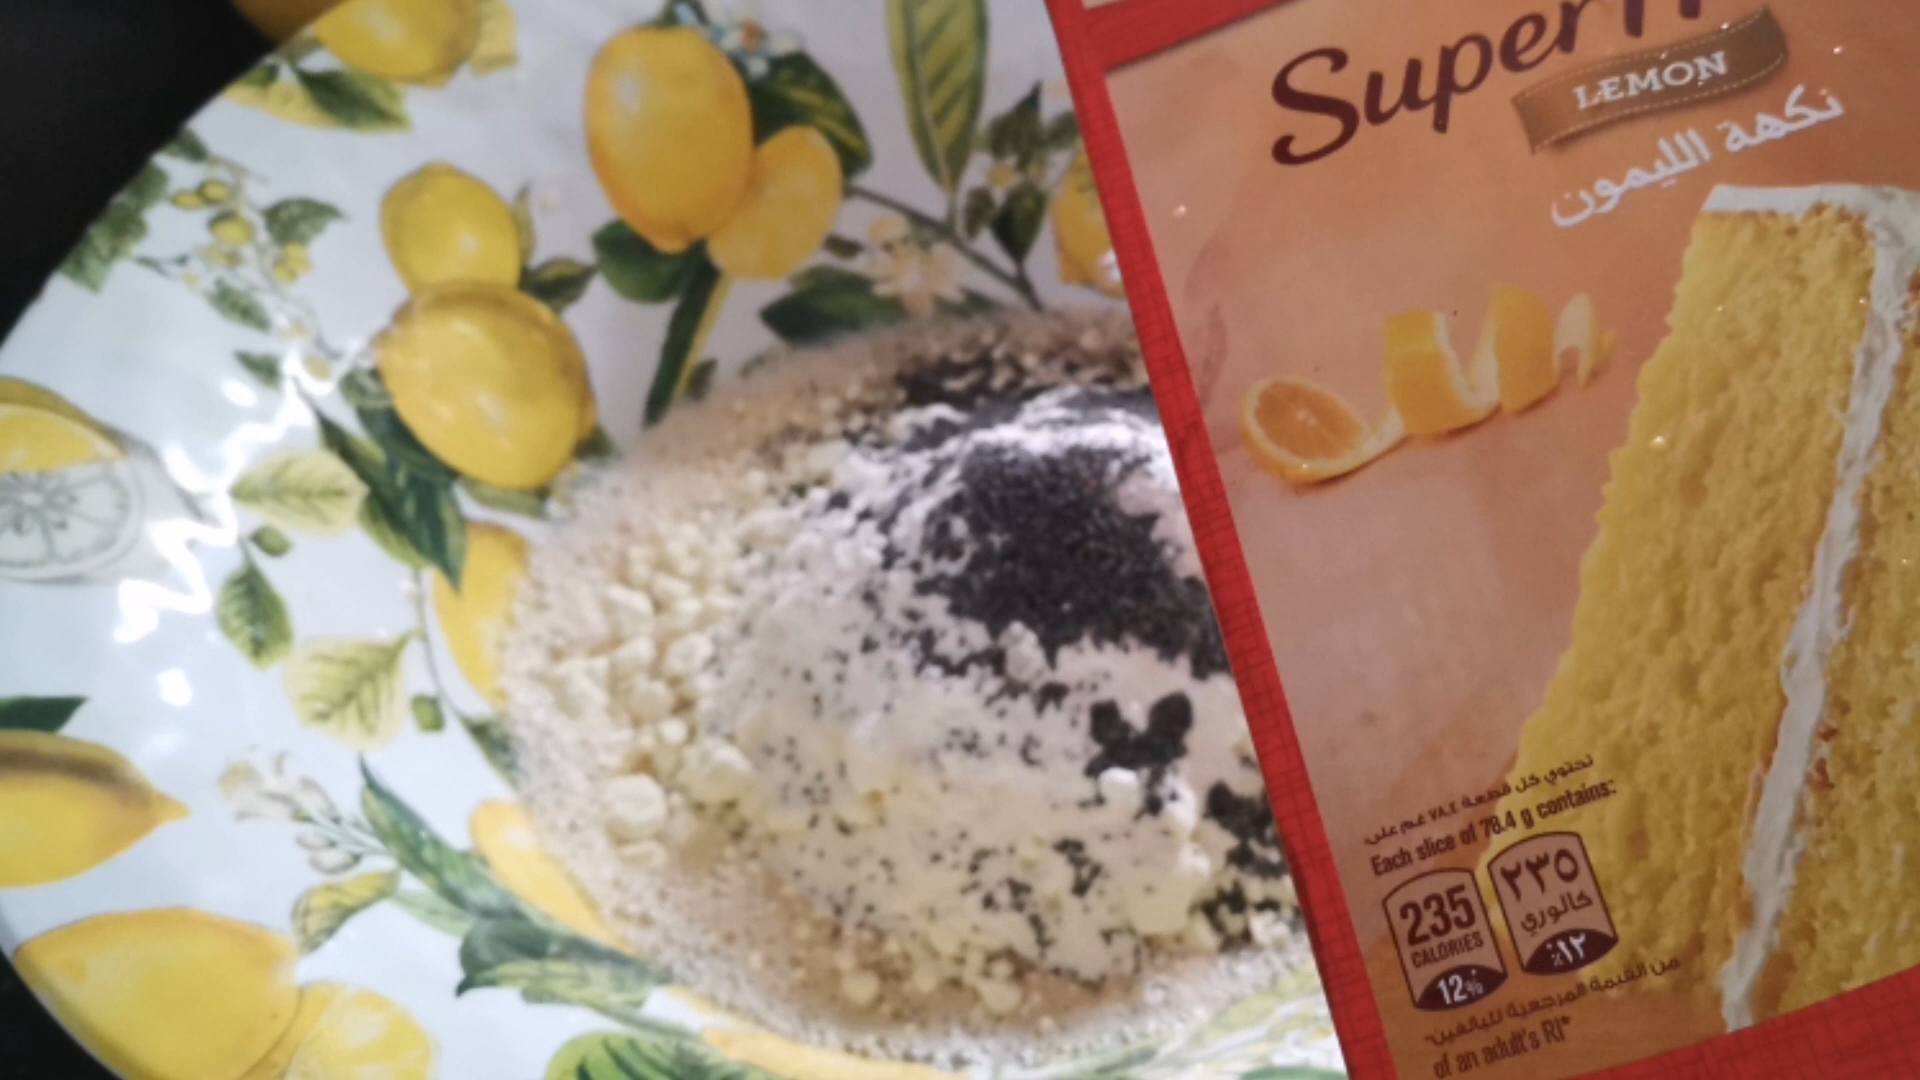 Super
LEMON
نكهة الليمون
تحتوي كل قطعة ٧٨.٤ غم على:
Each slice of 78.4 g contains:
235
CALORIES
12%
٢٣٥
كالوري
٪١٢
من القيمة المرجعية للبالغين*
of an adult's RI*